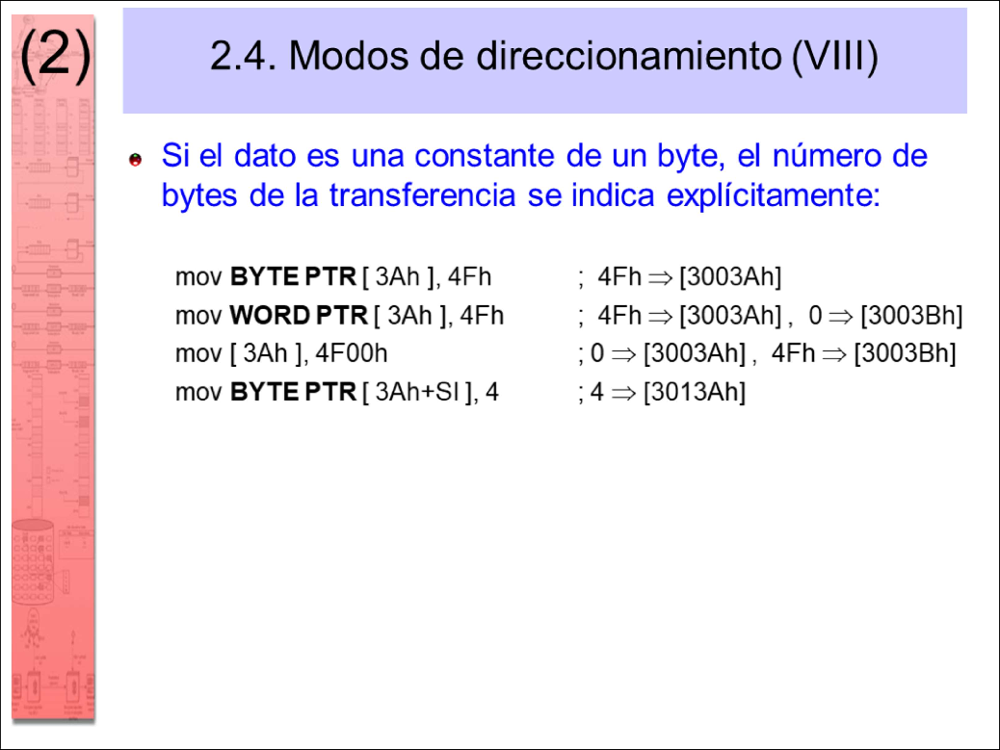 (2)
2.4. Modos de direccionamiento (VIII)
Si el dato es una constante de un byte, el número de
bytes de la transferencia se indica explícitamente:
mov BYTE PTR [ 3Ah ], 4Fh ; 4Fh ⇒ [3003Ah]
mov WORD PTR [ 3Ah ], 4Fh ; 4Fh ⇒ [3003Ah] , 0 ⇒ [3003Bh]
mov [ 3Ah ], 4F00h ; 0 ⇒ [3003Ah] , 4Fh ⇒ [3003Bh]
mov BYTE PTR [ 3Ah+SI ], 4 ; 4 ⇒ [3013Ah]